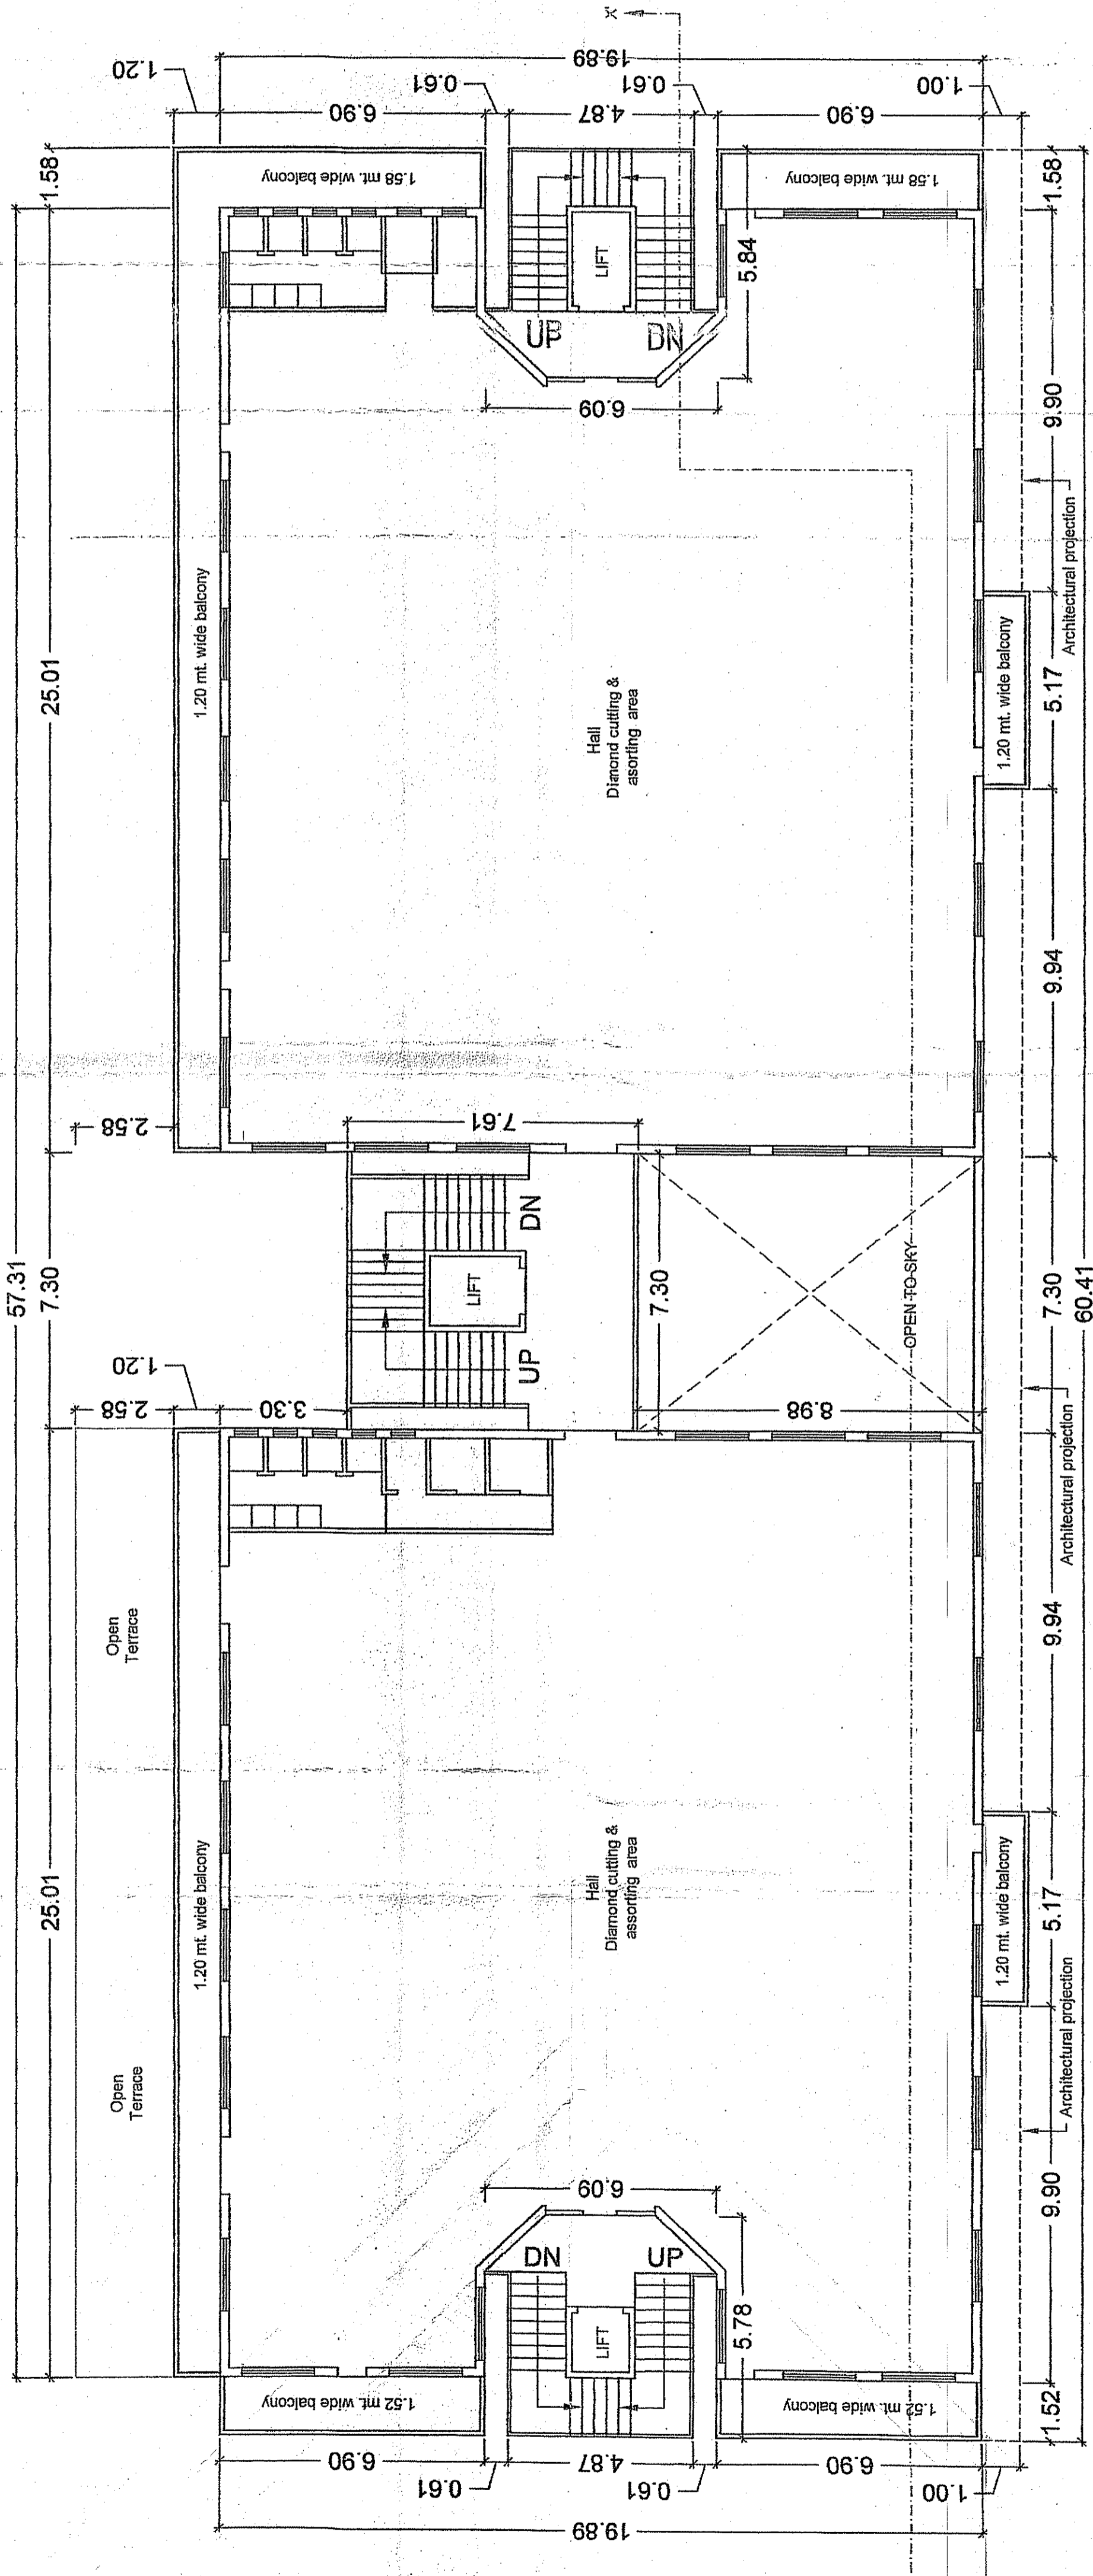 57.31
25.01
7.30
25.01
1.58
1.20
19.89
6.90
0.61
4.87
0.61
6.90
1.00
x
1.58 mt. wide balcony
1.58 mt. wide balcony
1.58
LIFT
UP
DN
5.84
6.09
1.20 mt. wide balcony
Hall
Dimond cutting &
asorting area
9.90
Architectural projection
1.20 mt. wide balcony
5.17
9.94
2.58
7.61
DN
LIFT
UP
7.30
OPEN TO SKY
7.30
60.41
8.98
1.20
2.58
3.30
Architectural projection
Open
Terrace
9.94
1.20 mt. wide balcony
Hall
Diamond cutting &
assorting area
1.20 mt. wide balcony
5.17
Open
Terrace
Architectural projection
9.90
6.09
DN
UP
LIFT
5.78
1.52 mt. wide balcony
1.52 mt. wide balcony
1.52
6.90
0.61
4.87
0.61
6.90
1.00
19.89